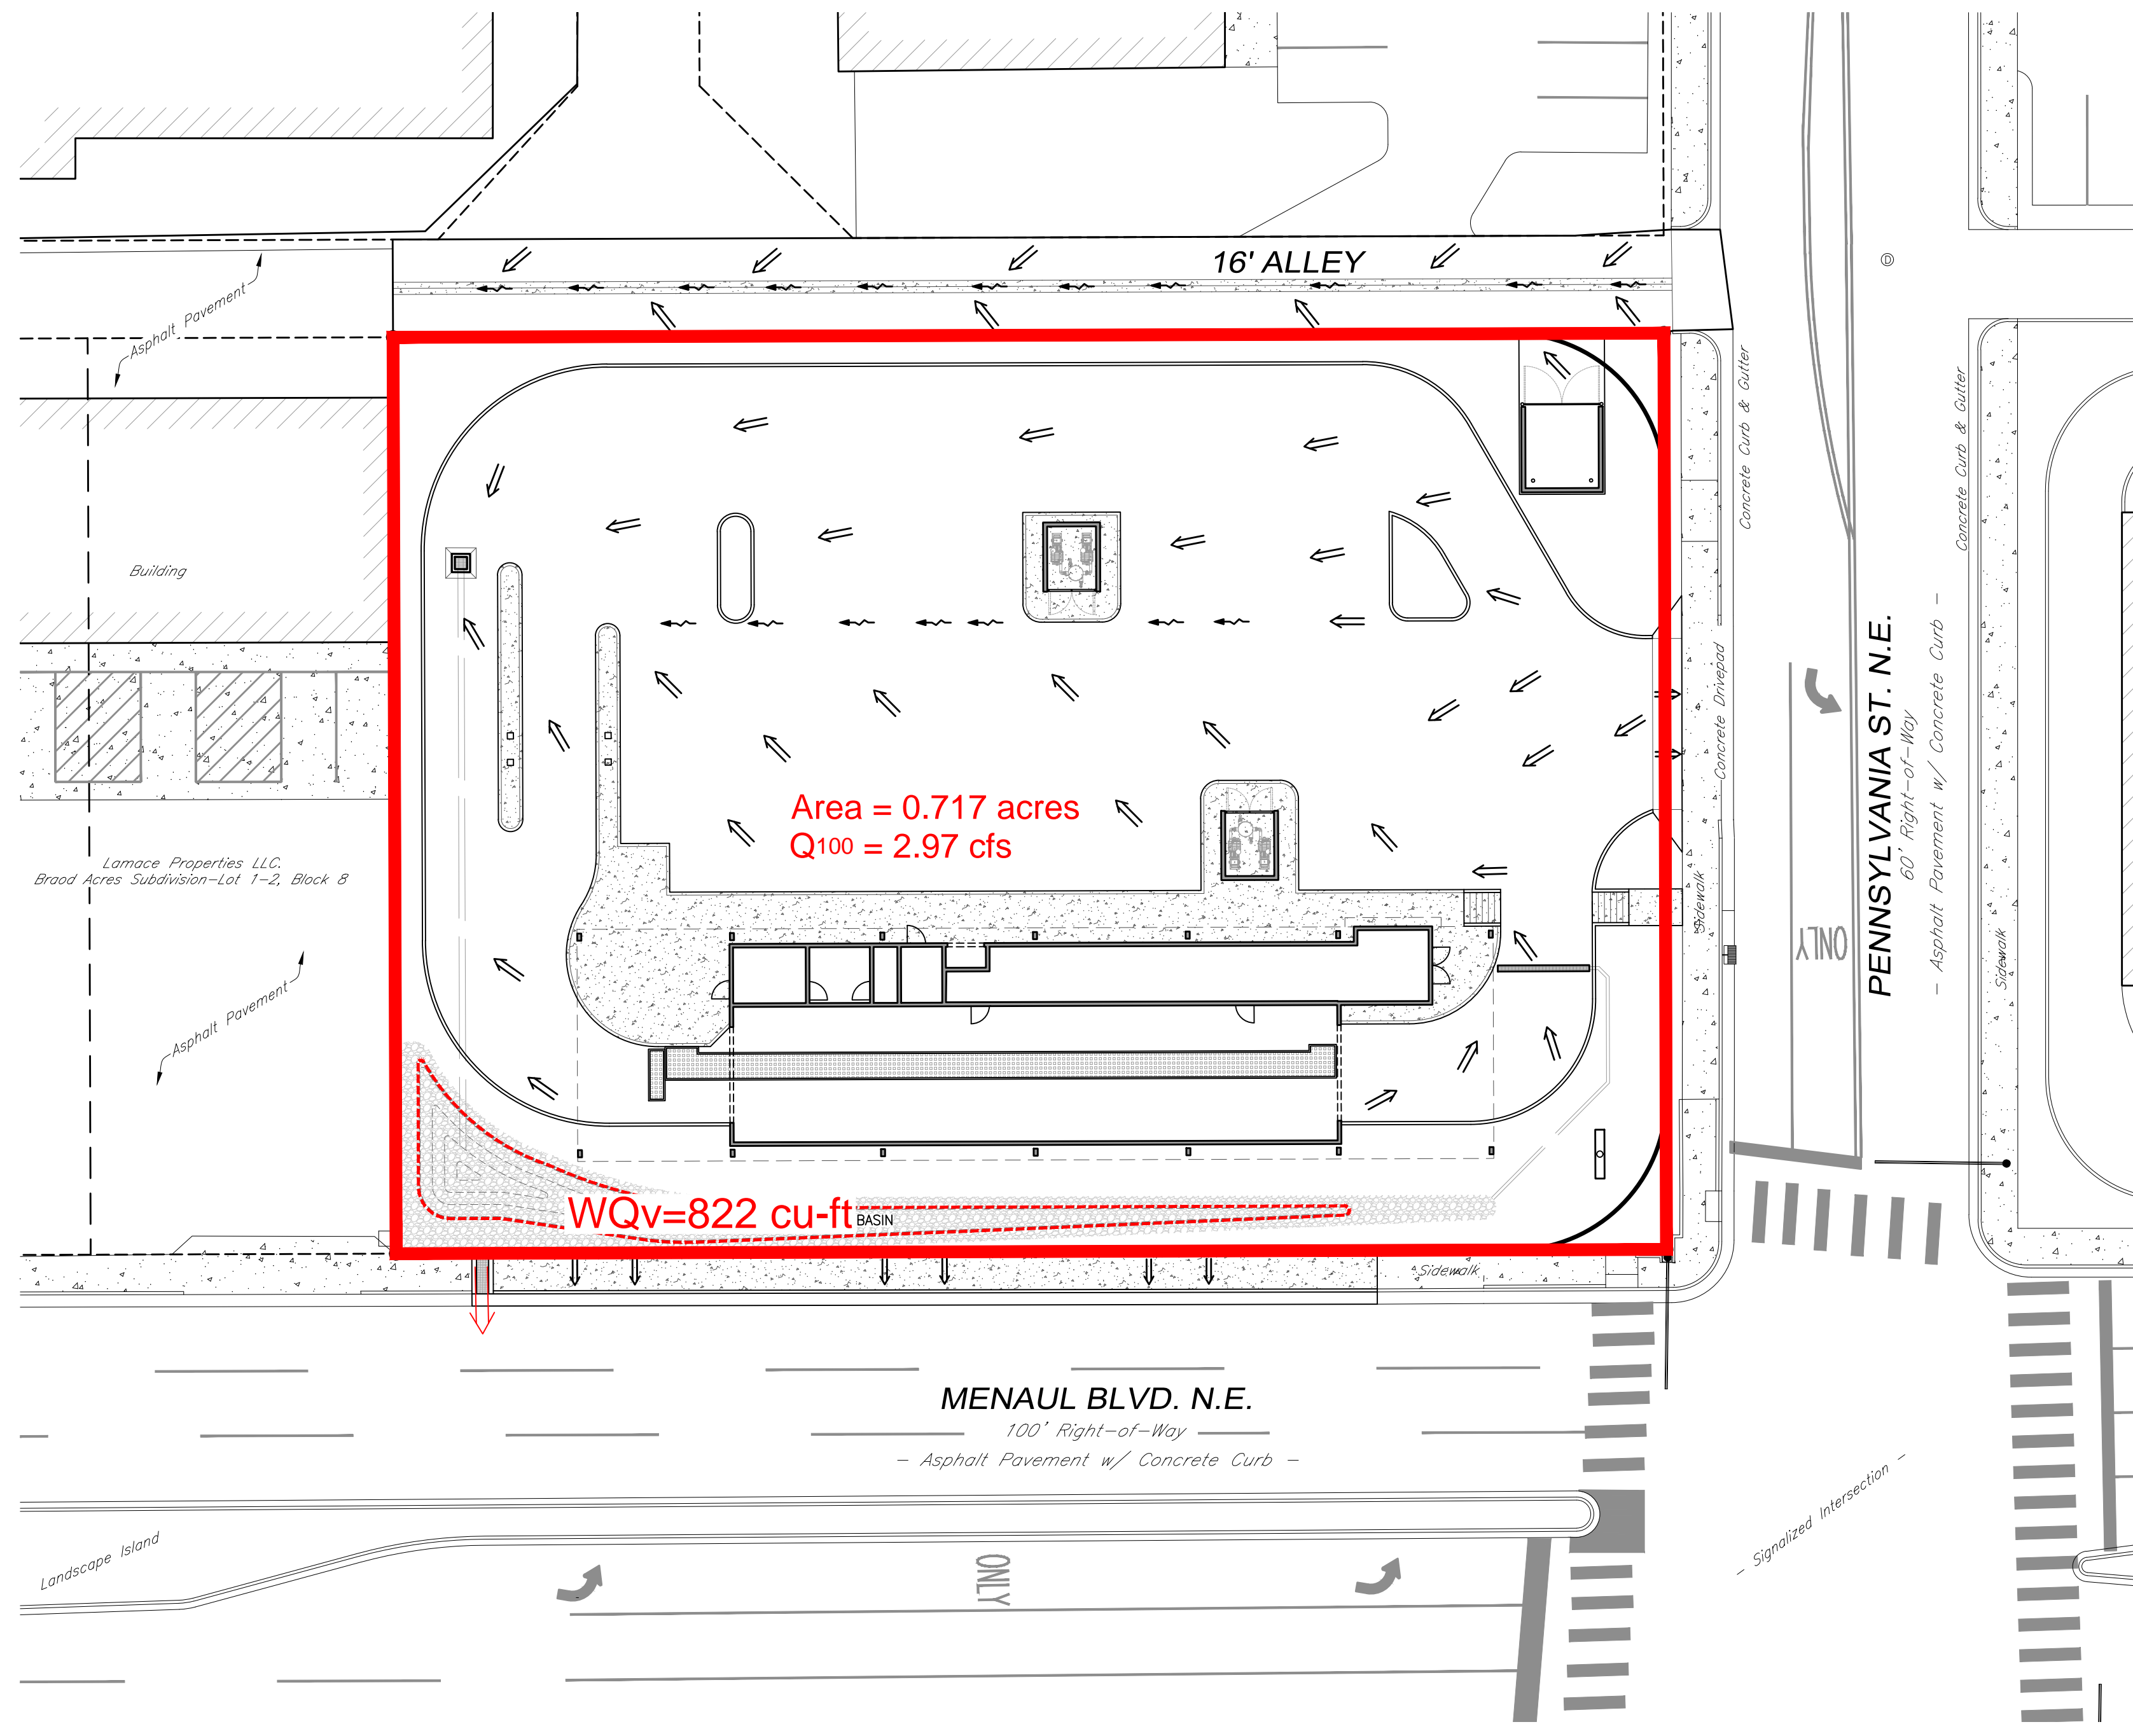 16' ALLEY
Asphalt Pavement
D
Concrete Curb & Gutter
Concrete Curb & Gutter
Building
Concrete Drivepad
PENNSYLVANIA ST. N.E.
60' Right-of-Way
- Asphalt Pavement w/ Concrete Curb -
Area = 0.717 acres
Q100 = 2.97 cfs
Lamace Properties LLC.
Braod Acres Subdivision-Lot 1-2, Block 8
Sidewalk
ONLY
Sidewalk
Asphalt Pavement
WQv=822 cu-ft
BASIN
Sidewalk
MENAUL BLVD. N.E.
100' Right-of-Way
- Asphalt Pavement w/ Concrete Curb -
- Signalized Intersection -
Landscape Island
ONLY